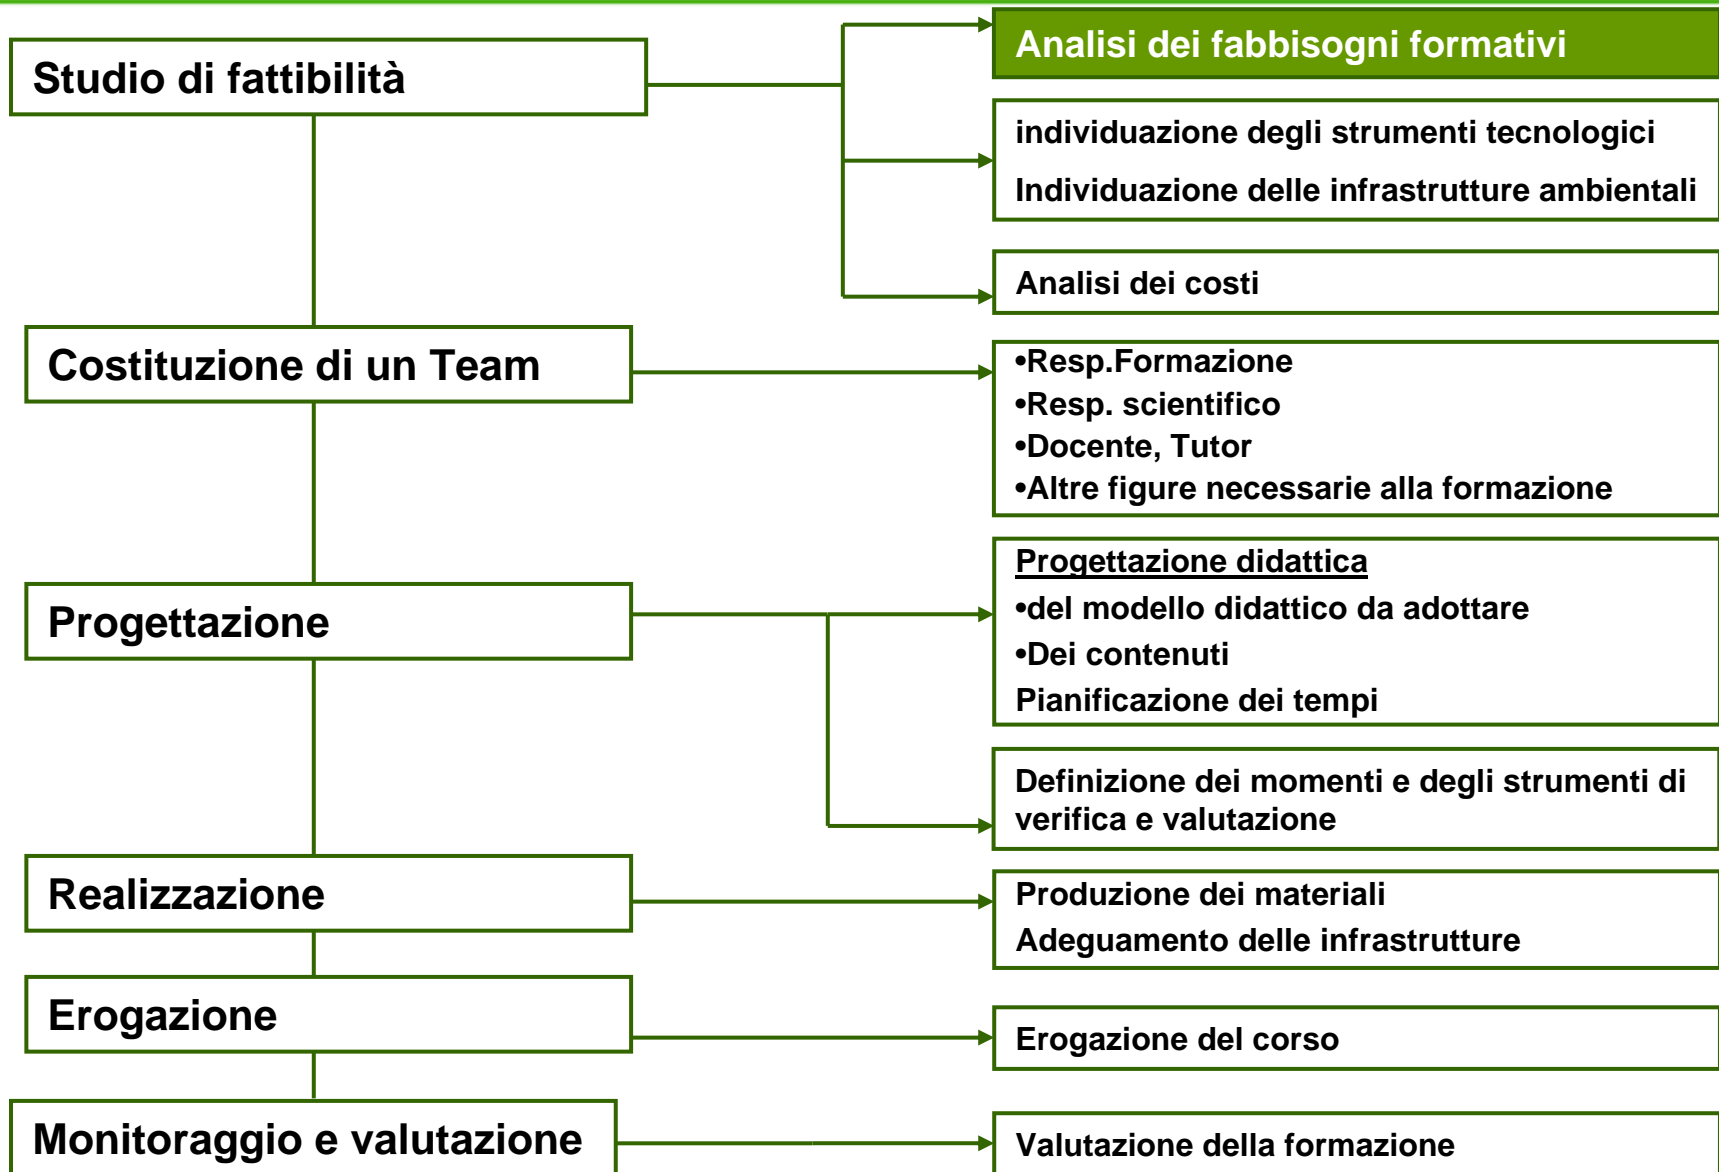 Studio di fattibilità
Analisi dei fabbisogni formativi
individuazione degli strumenti tecnologici
Individuazione delle infrastrutture ambientali
Analisi dei costi
Costituzione di un Team
•Resp.Formazione
•Resp. scientifico
•Docente, Tutor
•Altre figure necessarie alla formazione
Progettazione
Progettazione didattica
•del modello didattico da adottare
•Dei contenuti
Pianificazione dei tempi
Definizione dei momenti e degli strumenti di
verifica e valutazione
Realizzazione
Produzione dei materiali
Adeguamento delle infrastrutture
Erogazione
Erogazione del corso
Monitoraggio e valutazione
Valutazione della formazione